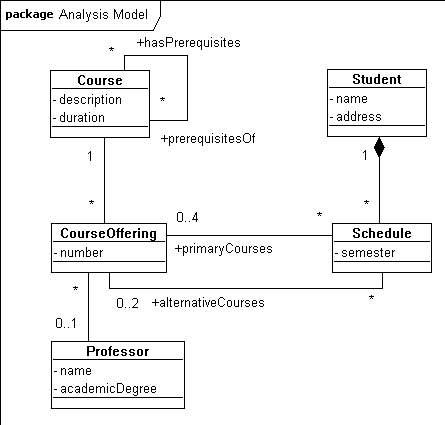 package Analysis Model
* +hasPrerequisites
Course
- description
- duration
*
+prerequisitesOf
Student
- name
- address
1
*
1
*
CourseOffering
- number
0..4
*
+primaryCourses
Schedule
- semester
*
0..2
+alternativeCourses
*
0..1
Professor
- name
- academicDegree